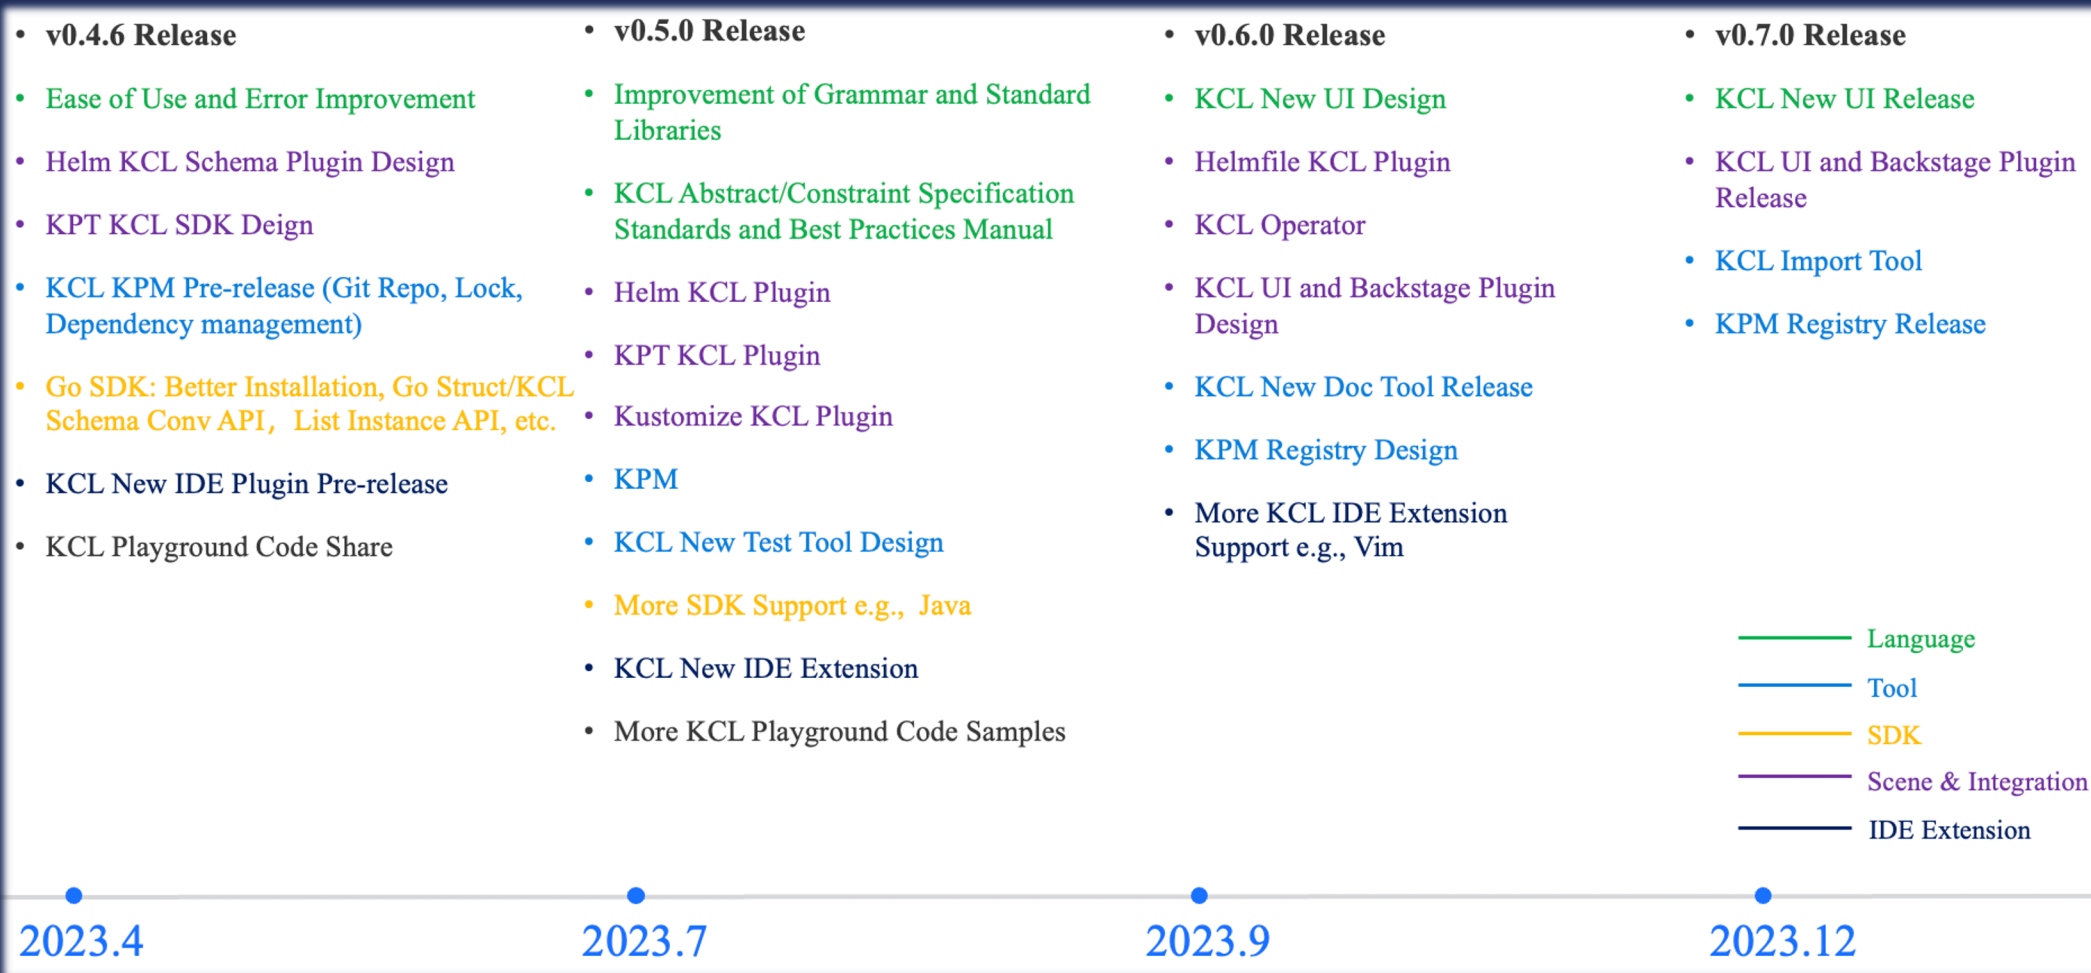 • v0.4.6 Release
• Ease of Use and Error Improvement
• Helm KCL Schema Plugin Design
• KPT KCL SDK Deign
• KCL KPM Pre-release (Git Repo, Lock,
Dependency management)
• Go SDK: Better Installation, Go Struct/KCL
Schema Conv API， List Instance API, etc.
• KCL New IDE Plugin Pre-release
• KCL Playground Code Share
• v0.5.0 Release
• Improvement of Grammar and Standard
Libraries
• KCL Abstract/Constraint Specification
Standards and Best Practices Manual
• Helm KCL Plugin
• KPT KCL Plugin
• Kustomize KCL Plugin
• KPM
• KCL New Test Tool Design
• More SDK Support e.g., Java
• KCL New IDE Extension
• More KCL Playground Code Samples
• v0.6.0 Release
• KCL New UI Design
• Helmfile KCL Plugin
• KCL Operator
• KCL UI and Backstage Plugin
Design
• KCL New Doc Tool Release
• KPM Registry Design
• More KCL IDE Extension
Support e.g., Vim
• v0.7.0 Release
• KCL New UI Release
• KCL UI and Backstage Plugin
Release
• KCL Import Tool
• KPM Registry Release
Language
Tool
SDK
Scene & Integration
IDE Extension
2023.4
2023.7
2023.9
2023.12